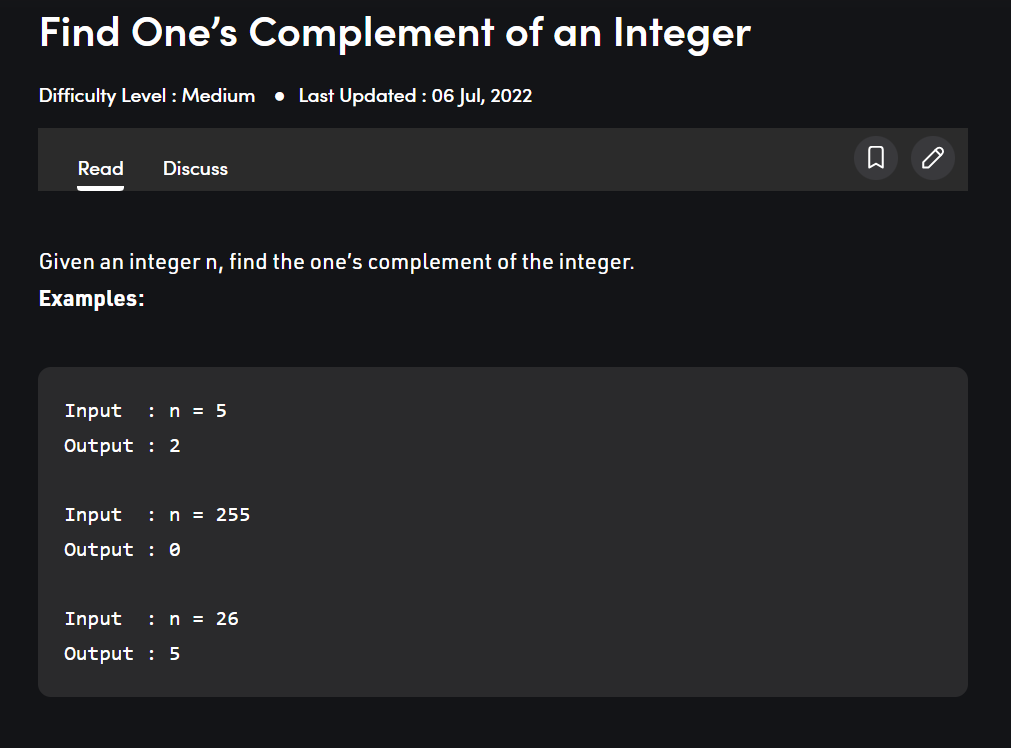 Find One’s Complement of an Integer
Difficulty Level : Medium ● Last Updated : 06 Jul, 2022
Read Discuss
Given an integer n, find the one’s complement of the integer.
Examples:
Input  : n = 5
Output : 2
Input  : n = 255
Output : 0
Input  : n = 26
Output : 5